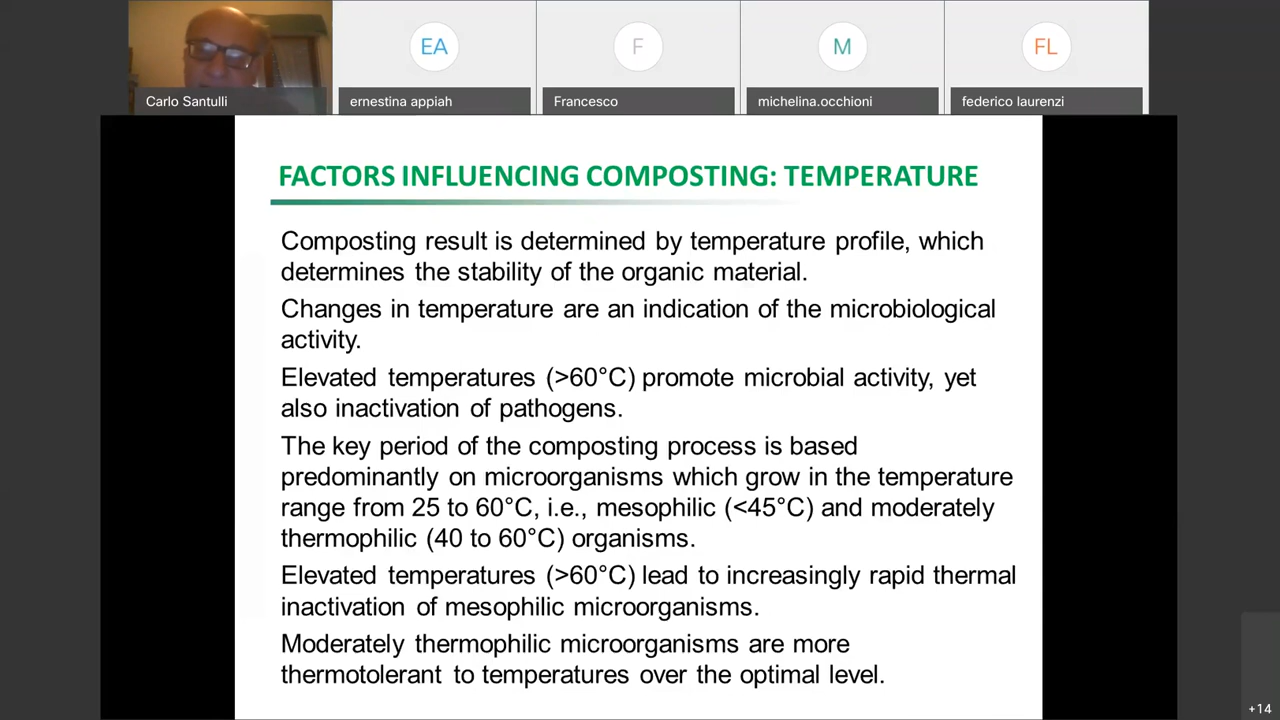 EA
F
M
FL
Carlo Santulli
ernestina appiah
Francesco
michelina.occhioni
federico laurenzi
FACTORS INFLUENCING COMPOSTING: TEMPERATURE
Composting result is determined by temperature profile, which
determines the stability of the organic material.
Changes in temperature are an indication of the microbiological
activity.
Elevated temperatures (>60°C) promote microbial activity, yet
also inactivation of pathogens.
The key period of the composting process is based
predominantly on microorganisms which grow in the temperature
range from 25 to 60°C, i.e., mesophilic (<45°C) and moderately
thermophilic (40 to 60°C) organisms.
Elevated temperatures (>60°C) lead to increasingly rapid thermal
inactivation of mesophilic microorganisms.
Moderately thermophilic microorganisms are more
thermotolerant to temperatures over the optimal level.
+14